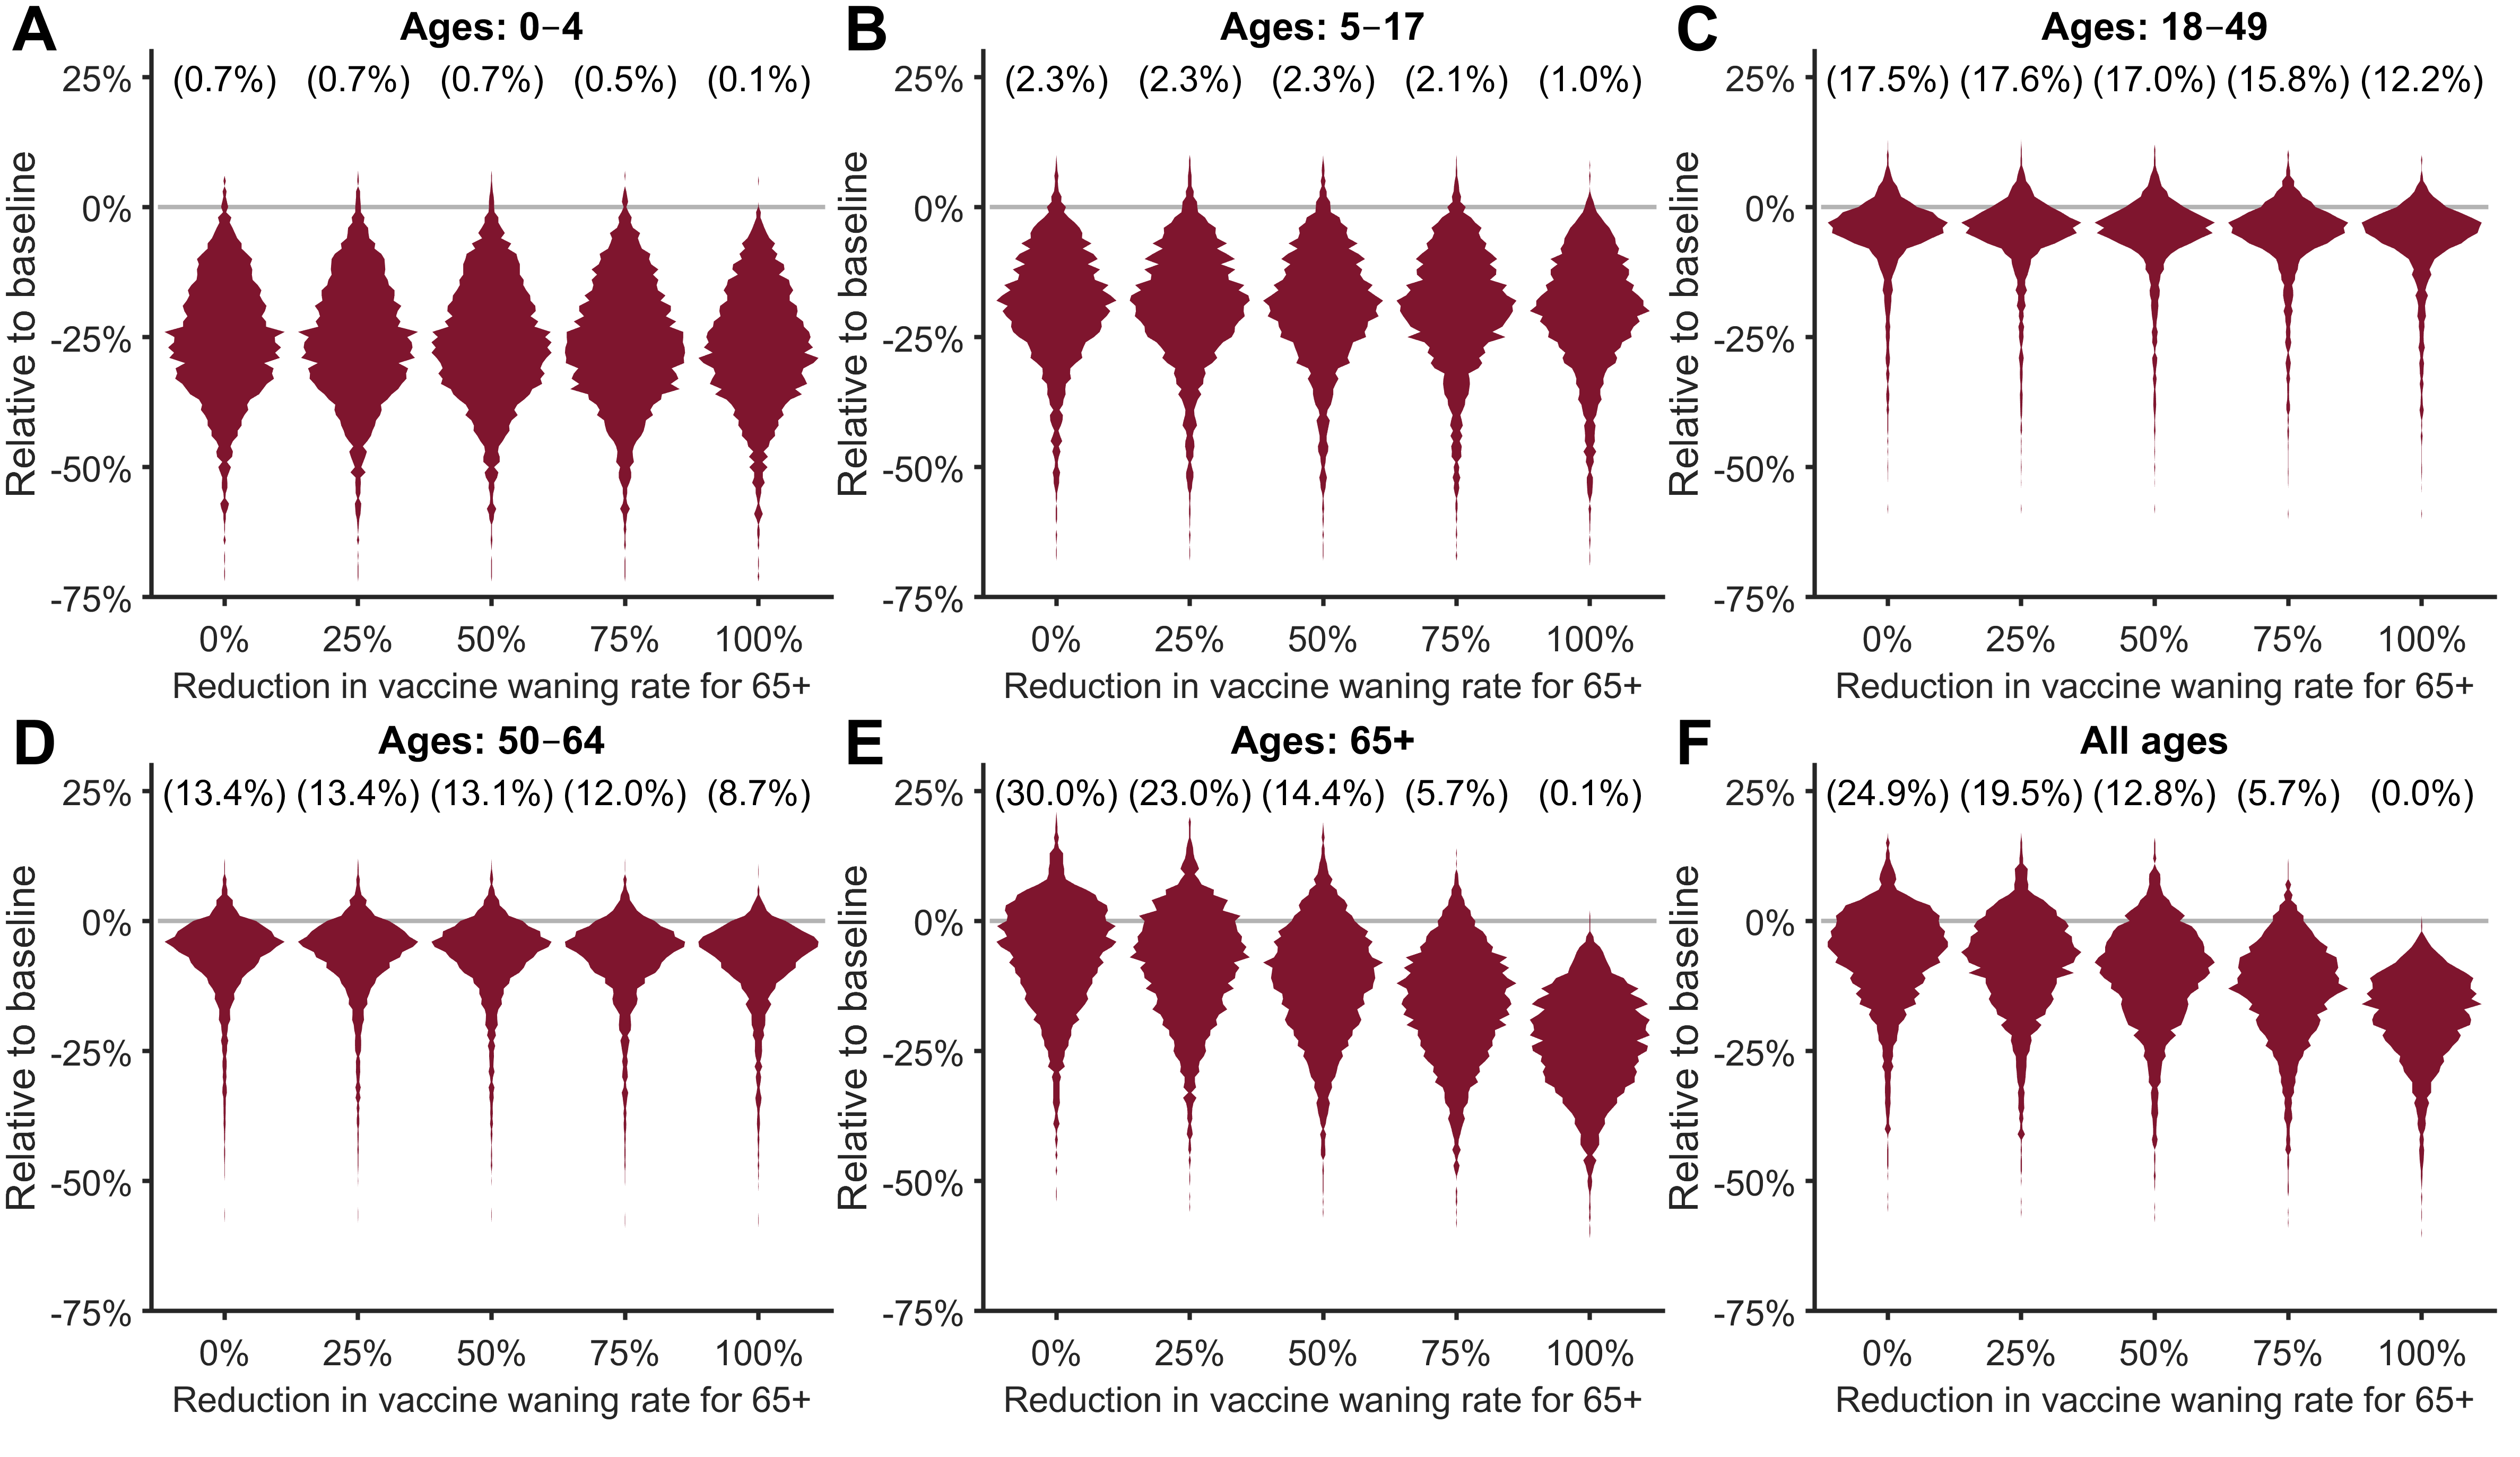 A
Ages: 0–4
25%
(0.7%) (0.7%) (0.7%) (0.5%) (0.1%)
0%
-25%
-50%
-75%
Relative to baseline
0% 25% 50% 75% 100%
Reduction in vaccine waning rate for 65+
B
Ages: 5–17
25%
(2.3%) (2.3%) (2.3%) (2.1%) (1.0%)
0%
-25%
-50%
-75%
Relative to baseline
0% 25% 50% 75% 100%
Reduction in vaccine waning rate for 65+
C
Ages: 18–49
25%
(17.5%) (17.6%) (17.0%) (15.8%) (12.2%)
0%
-25%
-50%
-75%
Relative to baseline
0% 25% 50% 75% 100%
Reduction in vaccine waning rate for 65+
D
Ages: 50–64
25%
(13.4%) (13.4%) (13.1%) (12.0%) (8.7%)
0%
-25%
-50%
-75%
Relative to baseline
0% 25% 50% 75% 100%
Reduction in vaccine waning rate for 65+
E
Ages: 65+
25%
(30.0%) (23.0%) (14.4%) (5.7%) (0.1%)
0%
-25%
-50%
-75%
Relative to baseline
0% 25% 50% 75% 100%
Reduction in vaccine waning rate for 65+
F
All ages
25%
(24.9%) (19.5%) (12.8%) (5.7%) (0.0%)
0%
-25%
-50%
-75%
Relative to baseline
0% 25% 50% 75% 100%
Reduction in vaccine waning rate for 65+